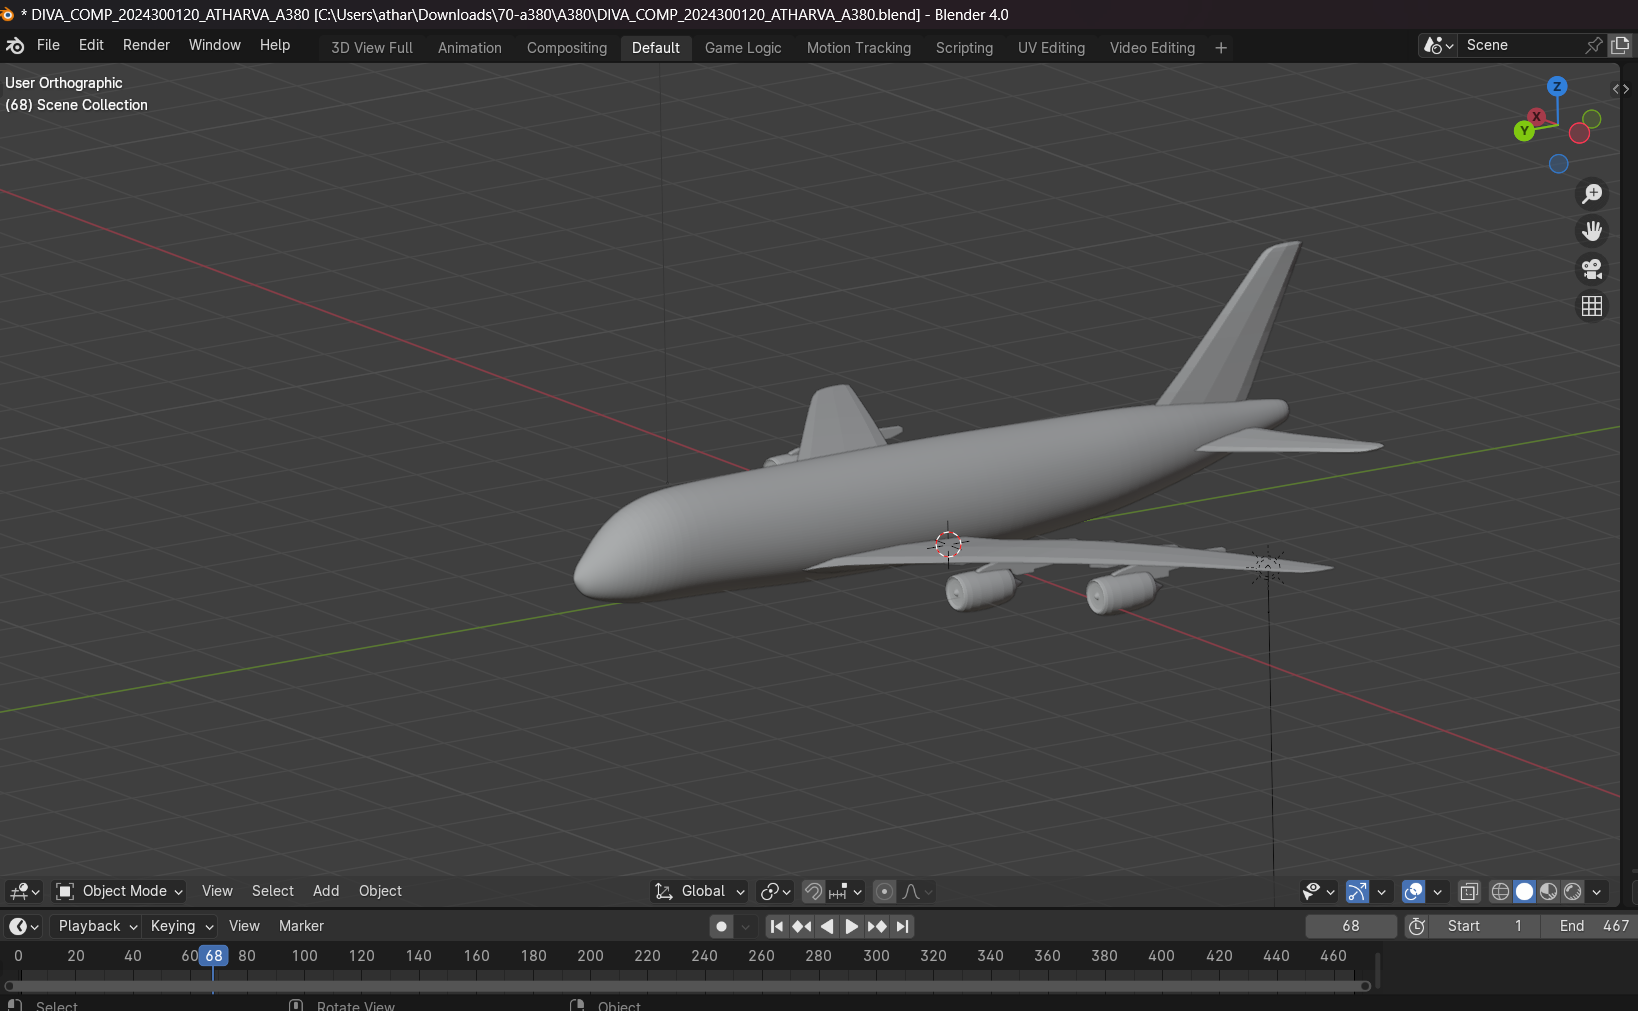 * DIVA_COMP_2024300120_ATHARVA_A380 [C:\Users\athar\Downloads\70-a380\A380\DIVA_COMP_2024300120_ATHARVA_A380.blend] - Blender 4.0
File Edit Render Window Help 3D View Full Animation Compositing Default Game Logic Motion Tracking Scripting UV Editing Video Editing + Scene
User Orthographic
(68) Scene Collection
Z
X
Y
Object Mode View Select Add Object Global
Playback Keying View Marker 68 Start 1 End 467
0 20 40 60 68 80 100 120 140 160 180 200 220 240 260 280 300 320 340 360 380 400 420 440 460
Select Rotate View Object